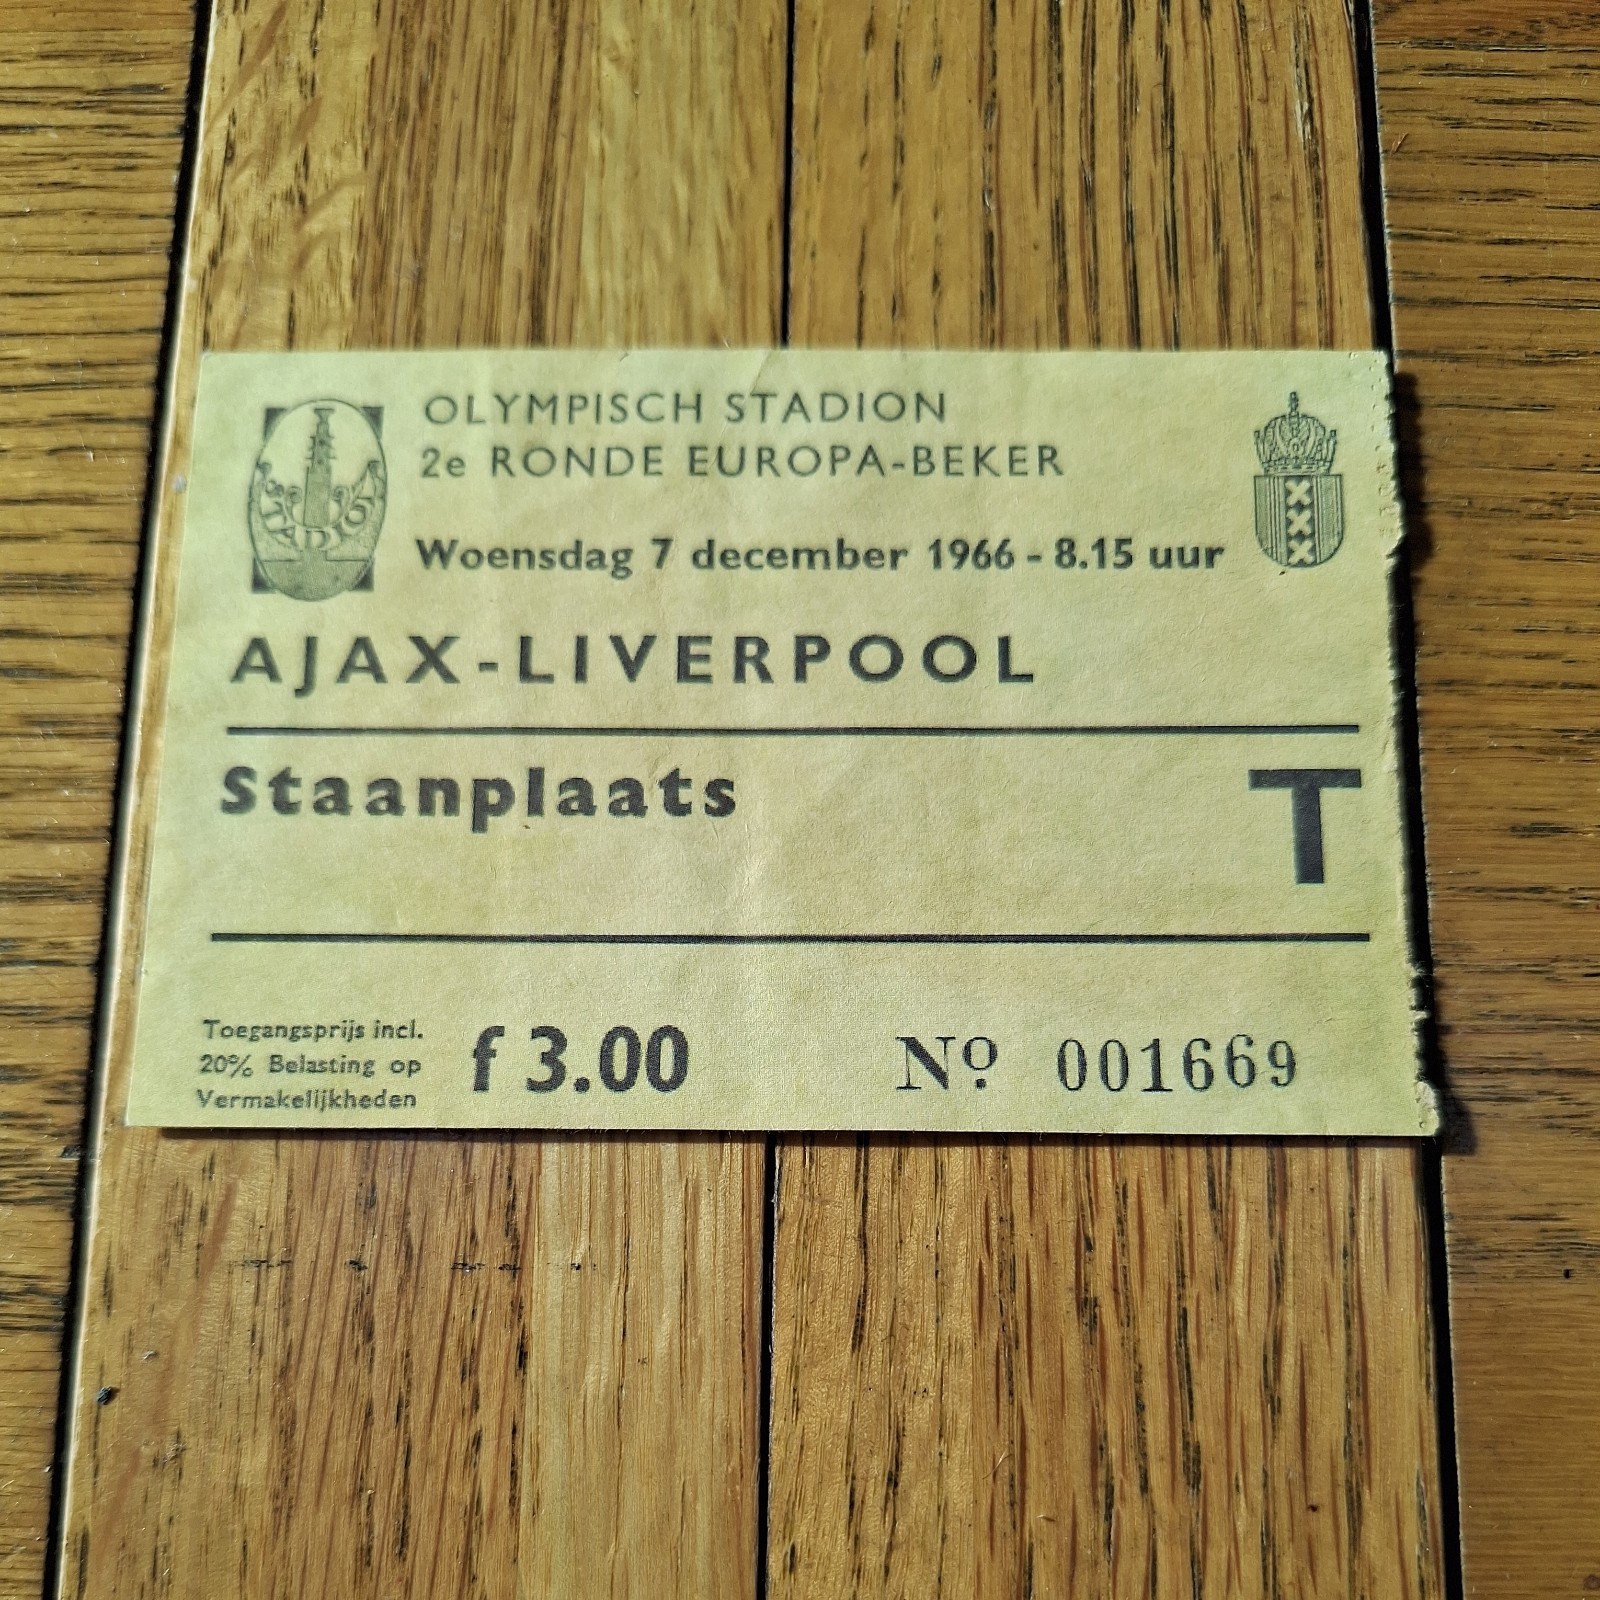 OLYMPISCH STADION
2e RONDE EUROPA-BEKER
Woensdag 7 december 1966 - 8.15 uur
AJAX-LIVERPOOL
Staanplaats
T
Toegangsprijs incl.
20% Belasting op
Vermakelijkheden
f 3.00
Nº 001669